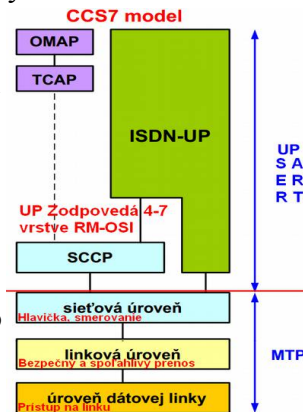 CCS7 model
OMAP
TCAP
ISDN-UP
UP Zodpovedá 4-7
vrstve RM-OSI
SCCP
UP
S A
E R
R T
sieťová úroveň
Hlavička, smerovanie
linková úroveň
Bezpečný a spoľahlivý prenos
MTP
úroveň dátovej linky
Prístup na linku